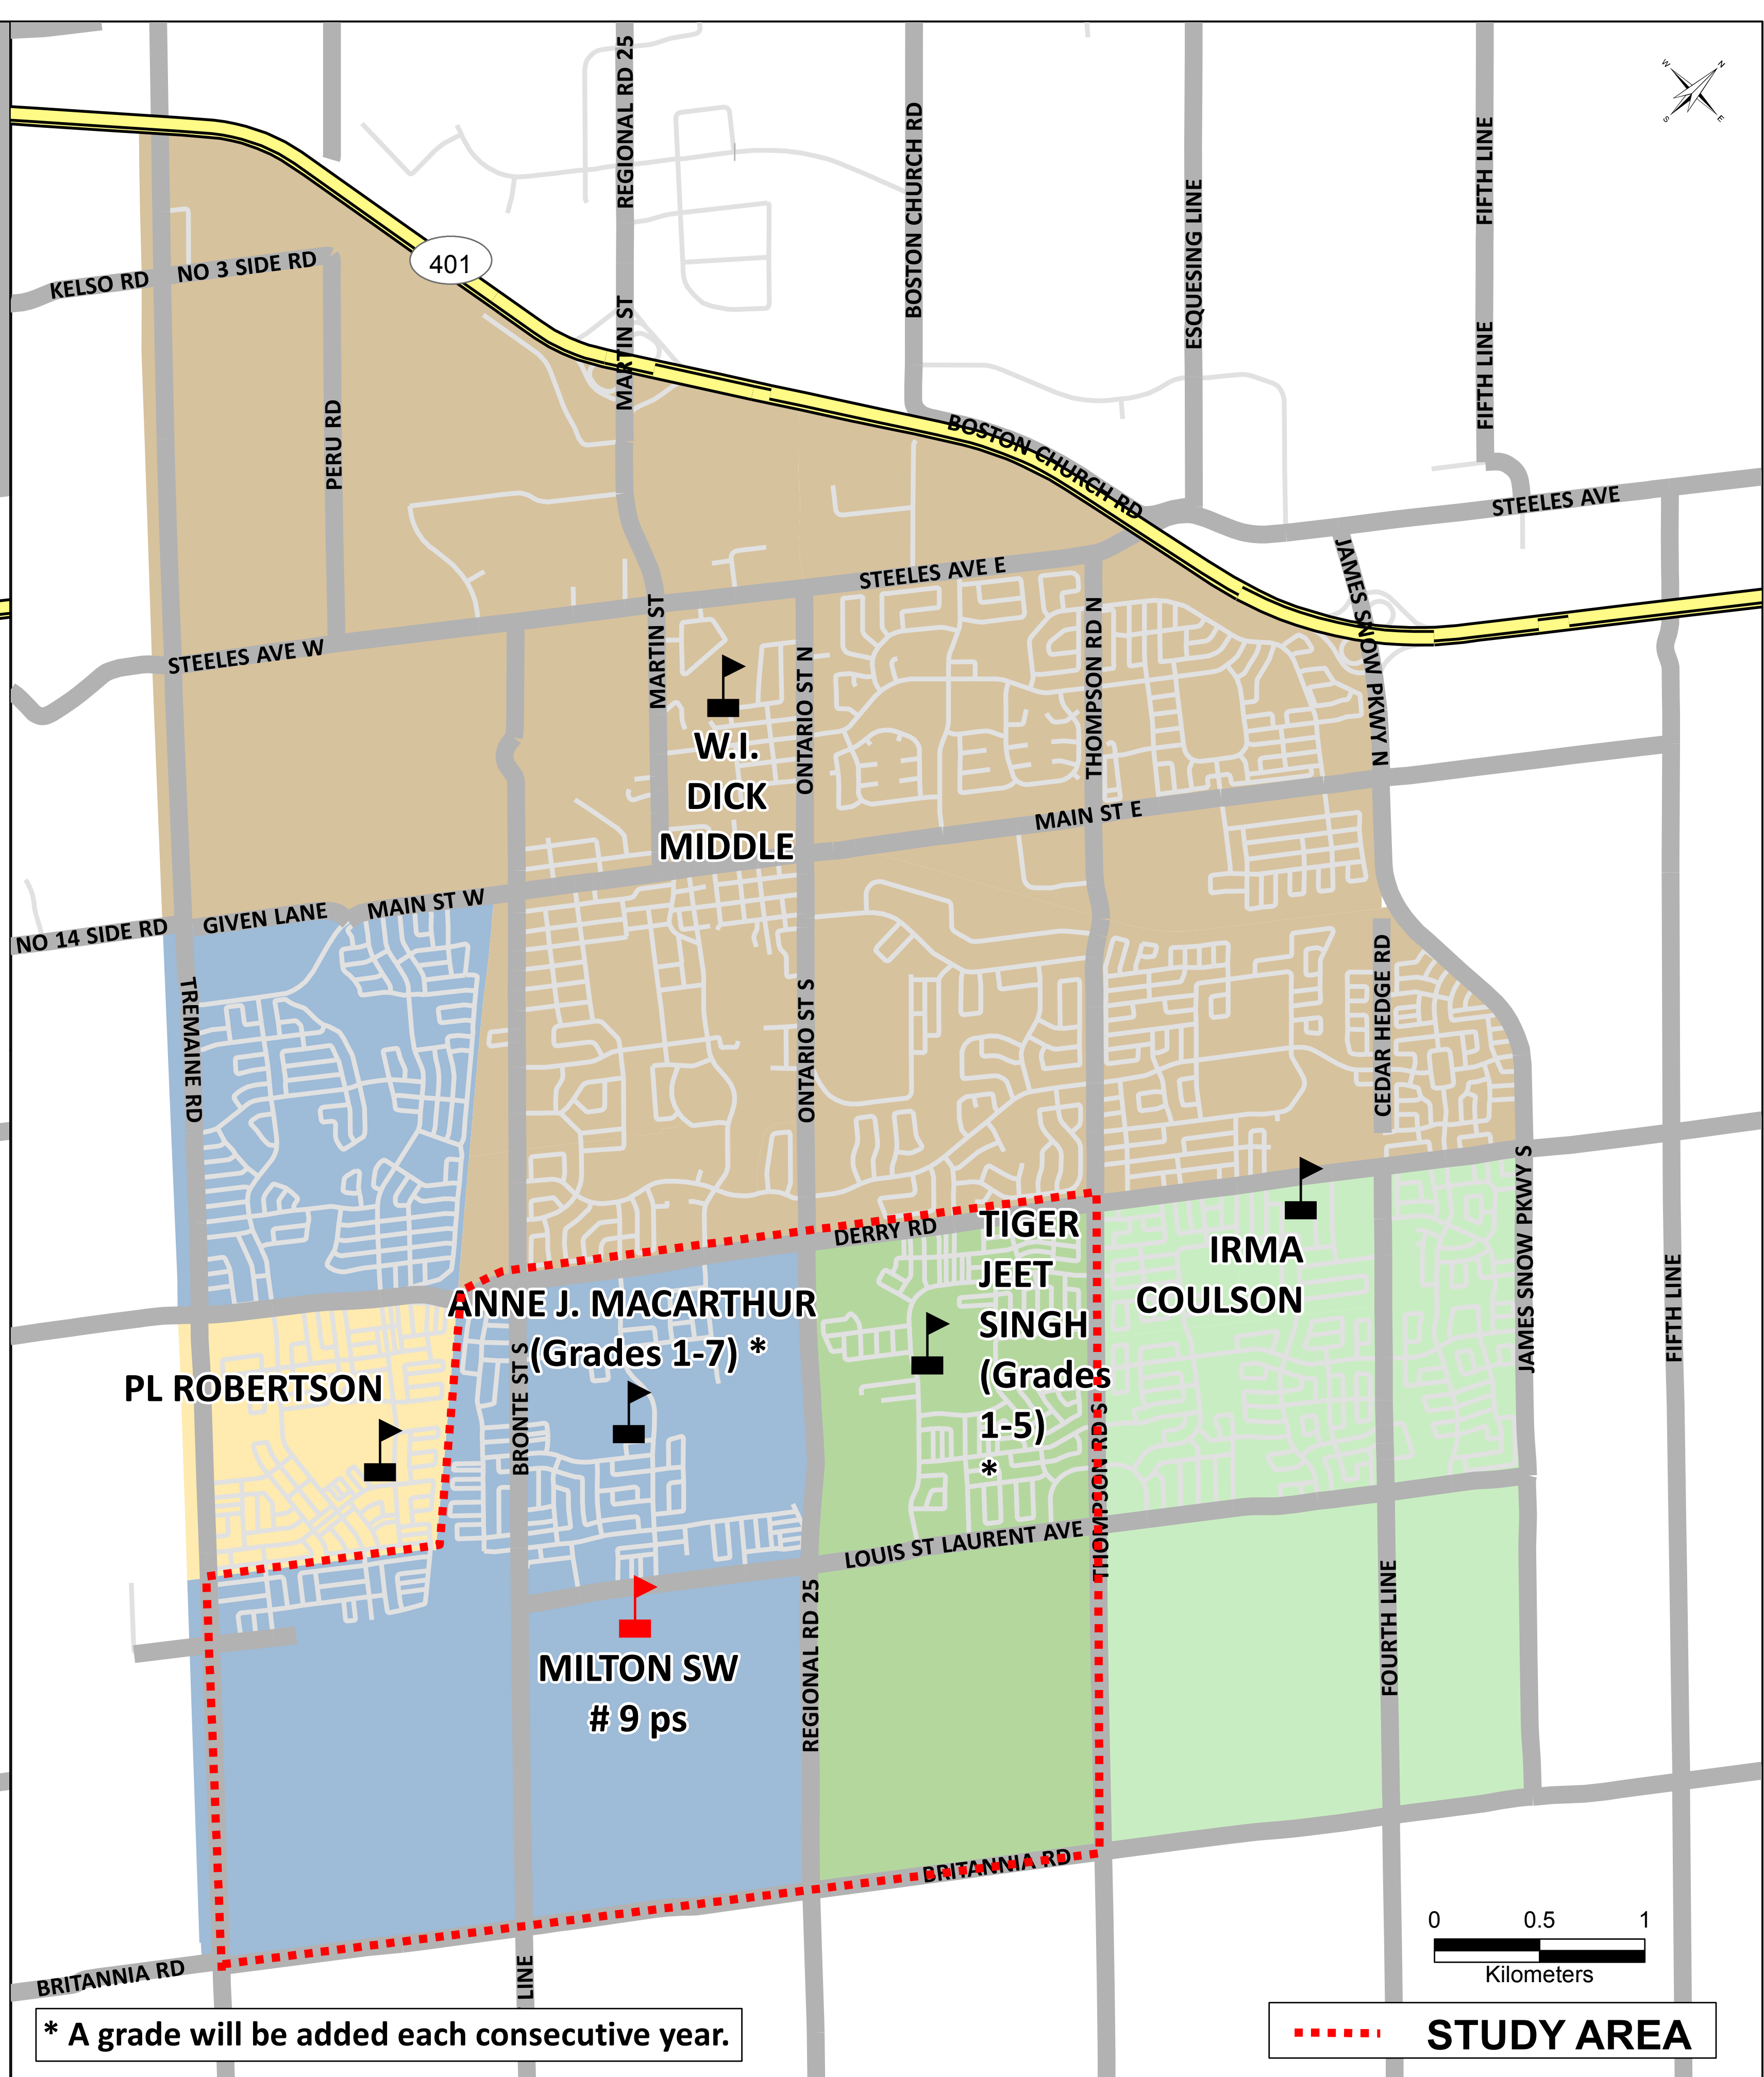 REGIONAL RD 25
BOSTON CHURCH RD
ESQUESING LINE
FIFTH LINE
FIFTH LINE
FIFTH LINE
W
N
S
E
KELSO RD
NO 3 SIDE RD
401
MARTIN ST
PERU RD
BOSTON CHURCH RD
STEELES AVE
JAMES SNOW PKWY N
STEELES AVE E
STEELES AVE W
MARTIN ST
ONTARIO ST N
THOMPSON RD N
W.I.
DICK
MIDDLE
MAIN ST E
NO 14 SIDE RD
GIVEN LANE
MAIN ST W
TREMAINE RD
ONTARIO ST S
CEDAR HEDGE RD
DERRY RD
TIGER
JEET
SINGH
(Grades
1-5)
*
IRMA
COULSON
JAMES SNOW PKWY S
FIFTH LINE
ANNE J. MACARTHUR
(Grades 1-7) *
PL ROBERTSON
BRONTE ST S
THOMPSON RD S
LOUIS ST LAURENT AVE
MILTON SW
# 9 ps
REGIONAL RD 25
FOURTH LINE
BRITANNIA RD
BRITANNIA RD
LINE
0 0.5 1
Kilometers
* A grade will be added each consecutive year.
STUDY AREA